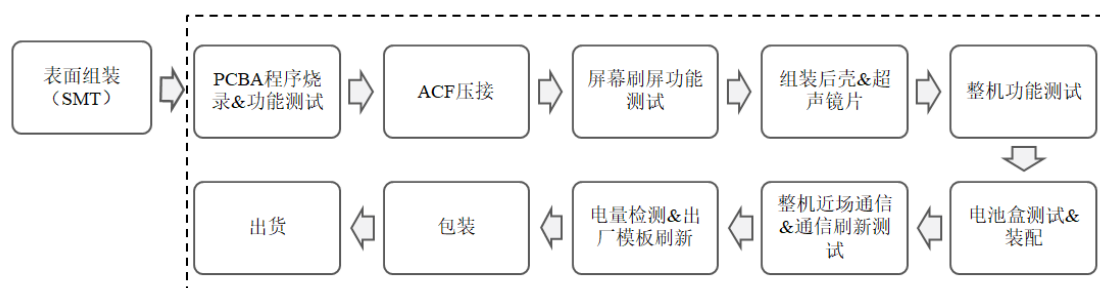 表面组装
（SMT）
PCBA程序烧
录&功能测试
ACF压接
屏幕刷屏功能
测试
组装后壳&超
声镜片
整机功能测试
电池盒测试&
装配
整机近场通信
&通信刷新测
试
电量检测&出
厂模板刷新
包装
出货